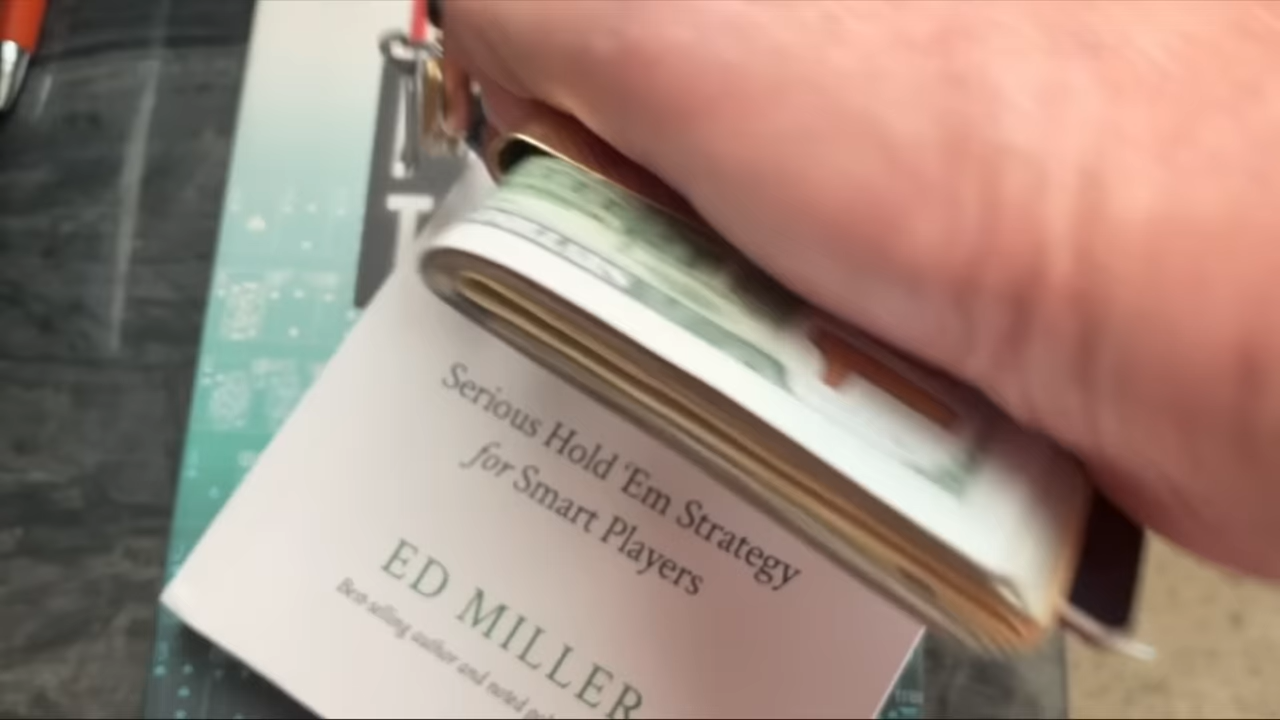 Serious Hold 'Em Strategy
for Smart Players
ED MILLER
Best-selling author and noted